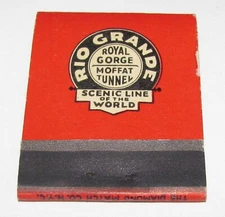 RIO GRANDE
ROYAL
GORGE
MOFFAT
TUNNEL
SCENIC LINE
OF THE
WORLD